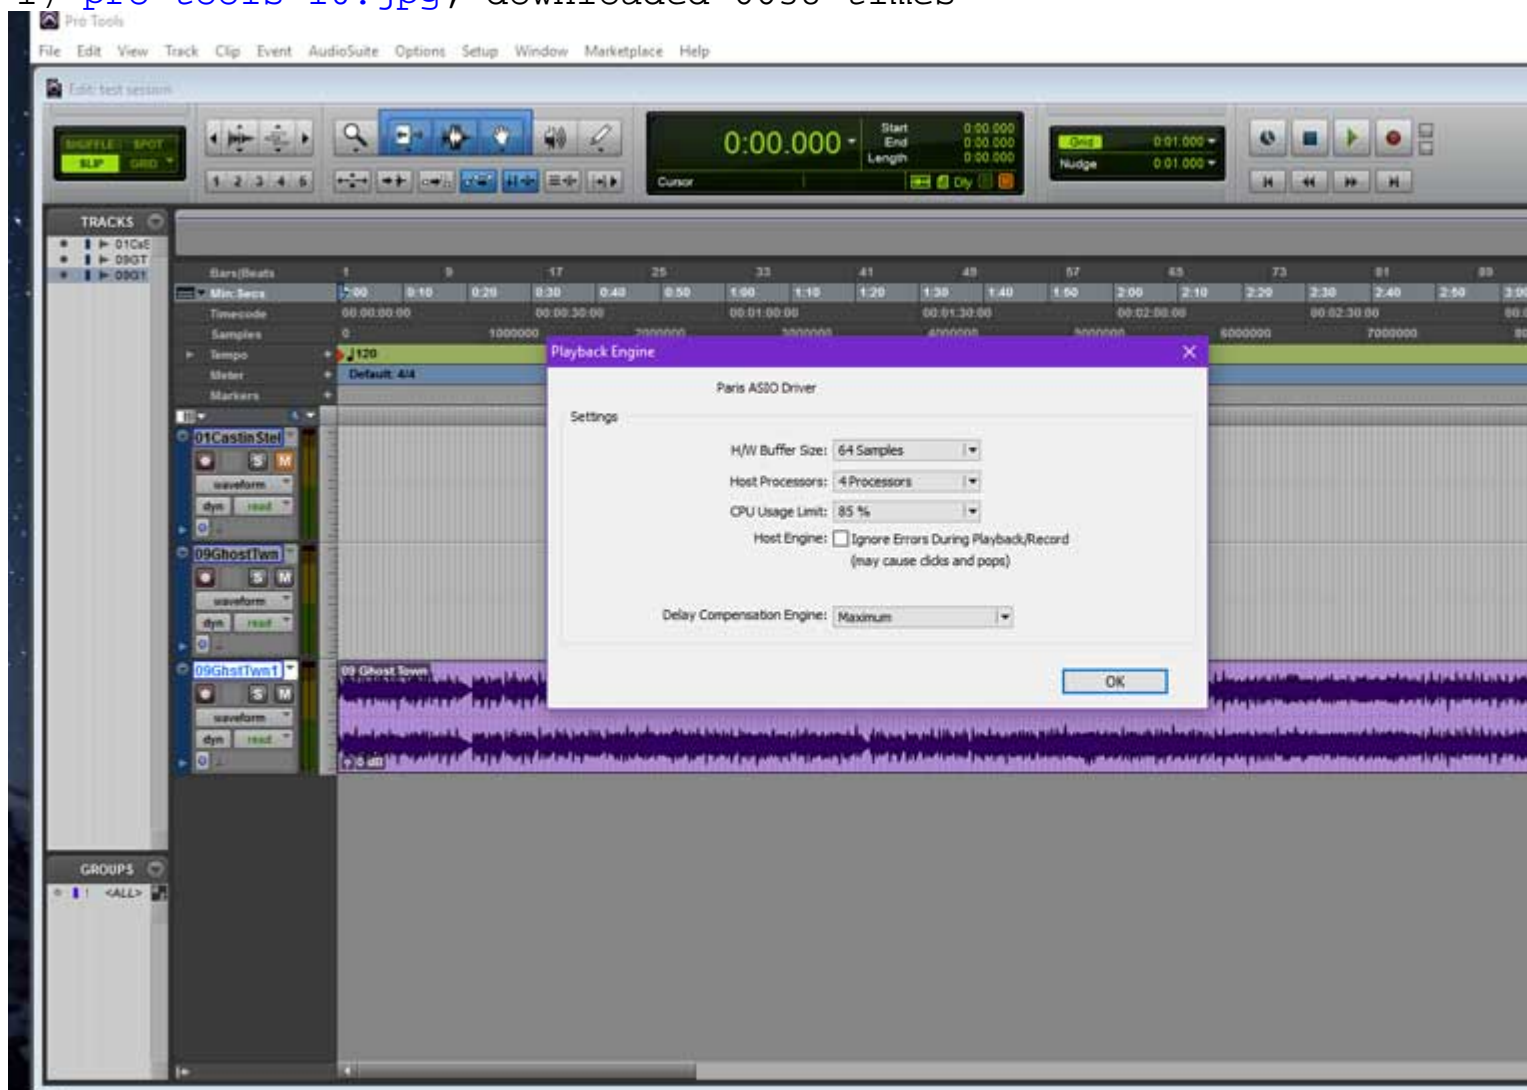 Pro Tools
File Edit View Track Clip Event AudioSuite Options Setup Window Marketplace Help
Edit: test session
SHUFFLE SPOT
SLIP GRID
1 2 3 4 5
0:00.000
Start 0:00.000
End 0:00.000
Length 0:00.000
Cursor
Dly
Grid 0:01.000
Nudge 0:01.000
TRACKS
01CaS
09GT
Bars|Beats 1 9 17 25 33 41 49 57 65 73 81 89
Min:Secs 0:00 0:10 0:20 0:30 0:40 0:50 1:00 1:10 1:20 1:30 1:40 1:50 2:00 2:10 2:20 2:30 2:40 2:50
Timecode 00:00:00:00 00:00:30:00 00:01:00:00 00:01:30:00 00:02:00:00 00:02:30:00
Samples 0 1000000 2000000 3000000 4000000 5000000 6000000 7000000
Tempo 120
Meter Default: 4/4
Markers
Playback Engine
Paris ASIO Driver
Settings
H/W Buffer Size: 64 Samples
Host Processors: 4 Processors
CPU Usage Limit: 85 %
Host Engine: Ignore Errors During Playback/Record
(may cause clicks and pops)
Delay Compensation Engine: Maximum
OK
01CastinStel
S M
waveform
dyn read
09GhostTwn
S M
waveform
dyn read
09GhstTwn1
S M
waveform
dyn read
09 Ghost Town
0 dB
GROUPS
! <ALL>